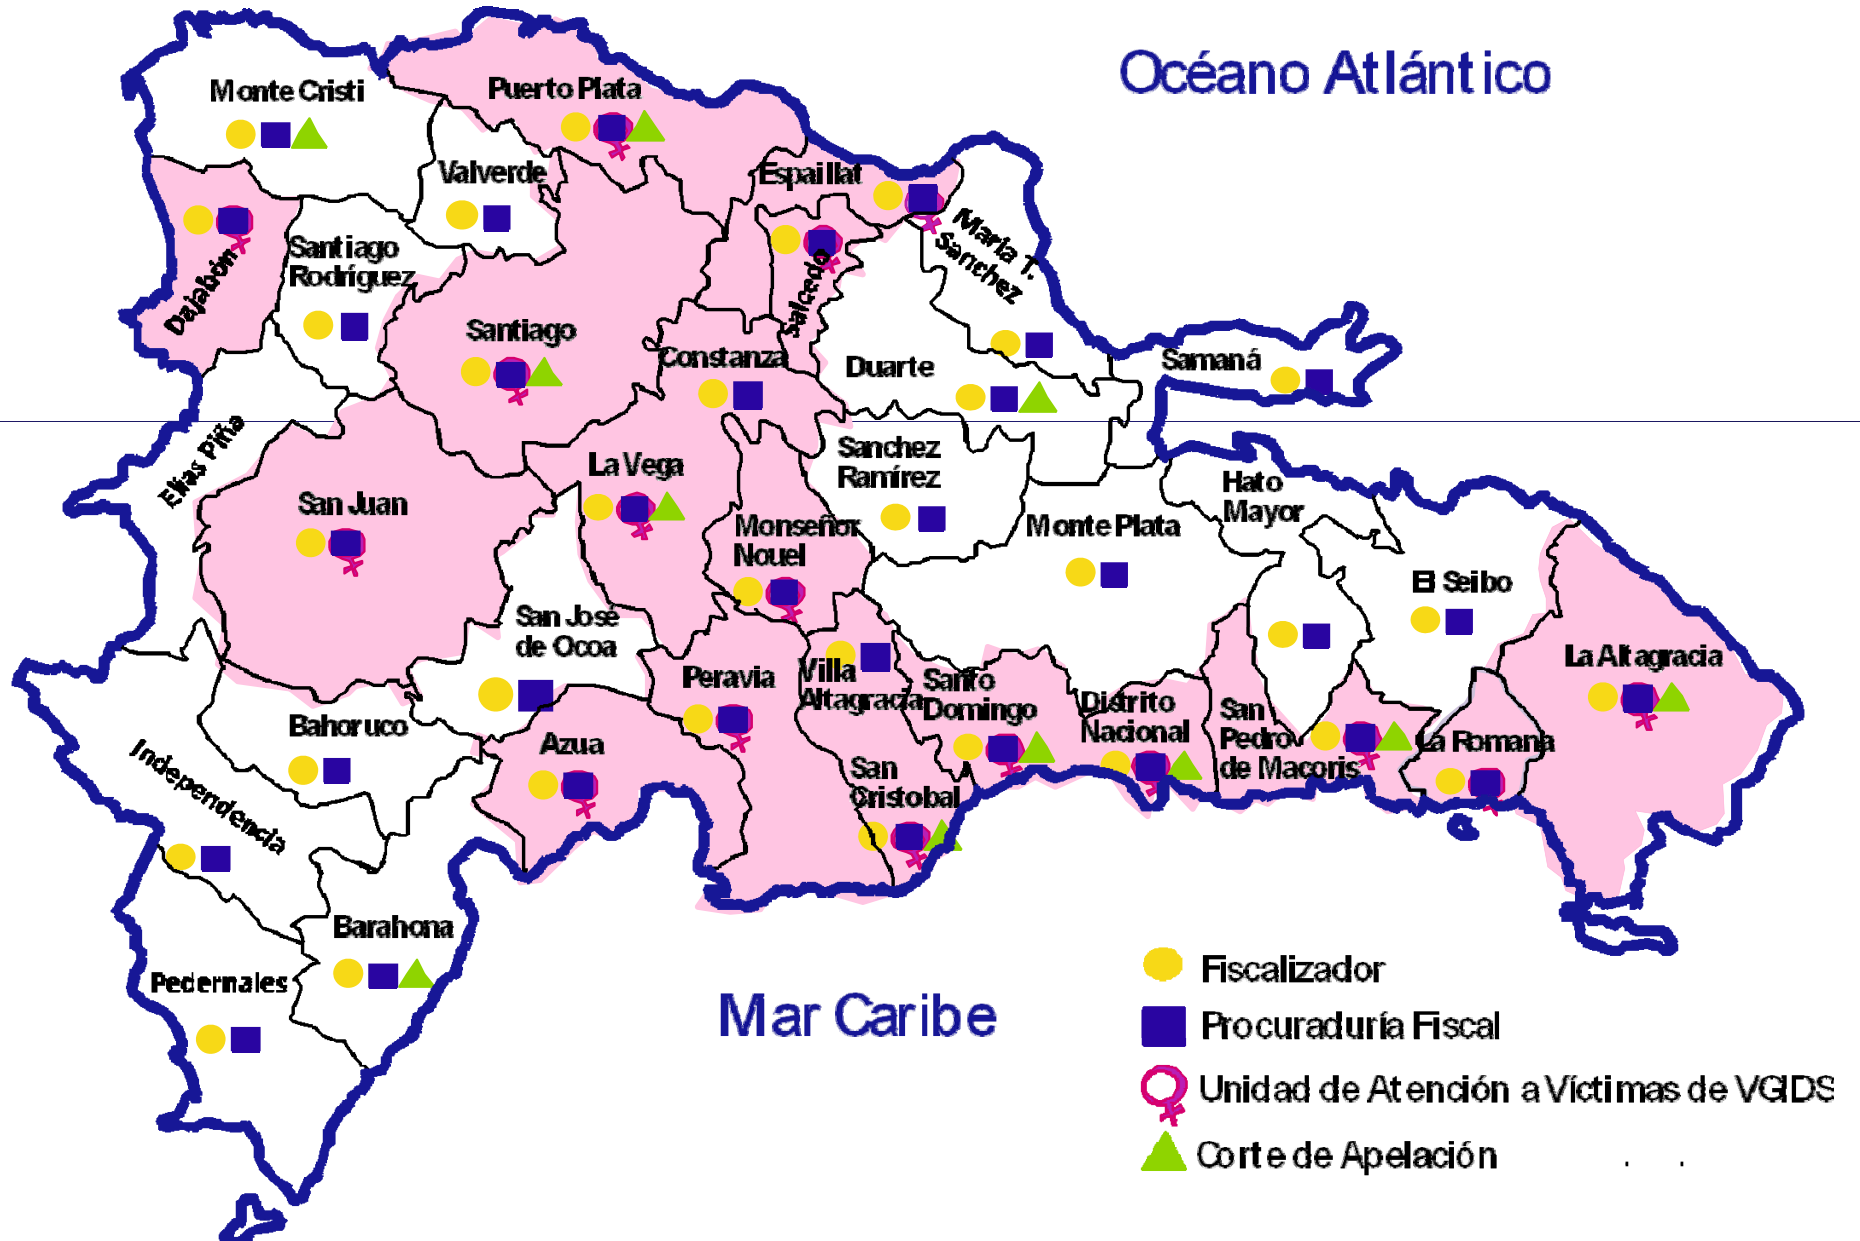 Océano Atlántico
Monte Cristi
Puerto Plata
Valverde
Espaillat
María T.
Sanchez
Santiago
Rodríguez
Dajabón
Salcedo
Santiago
Constanza
Duarte
Samaná
Elias Piña
Sanchez
Ramírez
La Vega
San Juan
Hato
Mayor
Monseñor
Nouel
Monte Plata
El Seibo
San José
de Ocoa
Peravia
Villa
Altagracia
Santo
Domingo
Distrito
Nacional
San
Pedro
de Macoris
La Altagracia
La Romana
Bahoruco
Azua
Independencia
San
Cristobal
Barahona
Pedernales
Mar Caribe
Fiscalizador
Procuraduría Fiscal
Unidad de Atención a Víctimas de VGIDS
Corte de Apelación